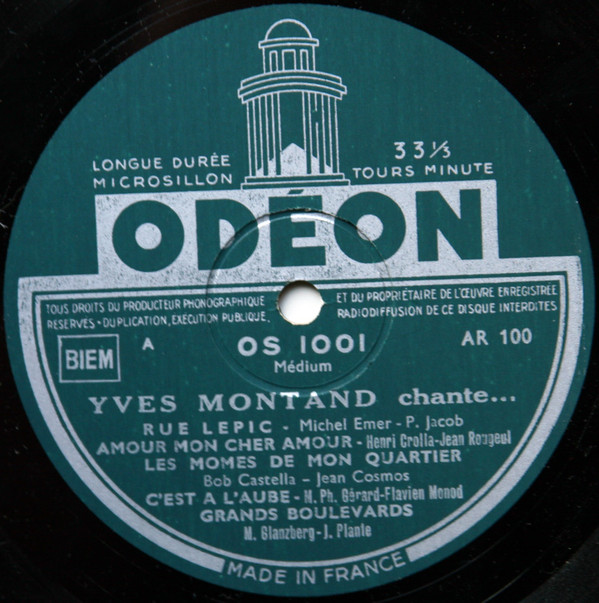 LONGUE DURÉE
MICROSILLON
33⅓
TOURS MINUTE
ODÉON
TOUS DROITS DU PRODUCTEUR PHONOGRAPHIQUE
RESERVÉS - DUPLICATION, EXÉCUTION PUBLIQUE,
ET DU PROPRIÉTAIRE DE L'ŒUVRE ENREGISTRÉE
RADIODIFFUSION DE CE DISQUE INTERDITES
BIEM
A
OS 1001
AR 100
Médium
YVES MONTAND chante...
RUE LEPIC - Michel Emer - P. Jacob
AMOUR MON CHER AMOUR - Henri Crolla-Jean Rougeul
LES MOMES DE MON QUARTIER
Bob Castella - Jean Cosmos
C'EST A L'AUBE - M. Ph. Gérard-Flavien Monod
GRANDS BOULEVARDS
M. Glanzberg - J. Plante
MADE IN FRANCE